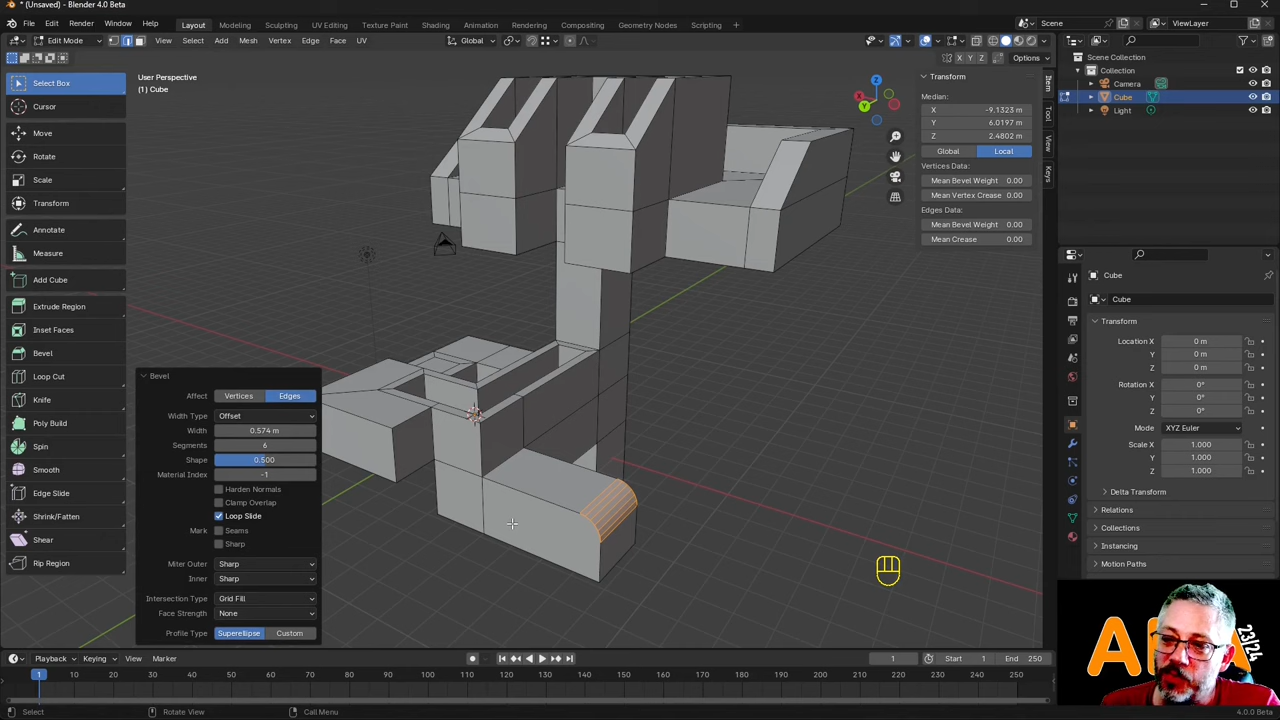 * (Unsaved) - Blender 4.0 Beta
File Edit Render Window Help Layout Modeling Sculpting UV Editing Texture Paint Shading Animation Rendering Compositing Geometry Nodes Scripting Scene ViewLayer
Edit Mode View Select Add Mesh Vertex Edge Face UV Global
X Y Z Options
Select Box
Cursor
Move
Rotate
Scale
Transform
Annotate
Measure
Add Cube
Extrude Region
Inset Faces
Bevel
Loop Cut
Knife
Poly Build
Spin
Smooth
Edge Slide
Shrink/Fatten
Shear
Rip Region
User Perspective
(1) Cube
Bevel
Affect Vertices Edges
Width Type Offset
Width 0.574 m
Segments 6
Shape 0.500
Material Index -1
Harden Normals
Clamp Overlap
Loop Slide
Mark Seams
Sharp
Miter Outer Sharp
Inner Sharp
Intersection Type Grid Fill
Face Strength None
Profile Type Superellipse Custom
Z
X
Y
Transform
Median:
X -9.1323 m
Y 6.0197 m
Z 2.4802 m
Global Local
Vertices Data:
Mean Bevel Weight 0.00
Mean Vertex Crease 0.00
Edges Data:
Mean Bevel Weight 0.00
Mean Crease 0.00
Item
Tool
View
Keys
Scene Collection
Collection
Camera
Cube
Light
Cube
Cube
Transform
Location X 0 m
Y 0 m
Z 0 m
Rotation X 0°
Y 0°
Z 0°
Mode XYZ Euler
Scale X 1.000
Y 1.000
Z 1.000
Delta Transform
Relations
Collections
Instancing
Motion Paths
23/24
Playback Keying View Marker 1 Start 1 End 250
1 10 20 30 40 50 60 70 80 90 100 110 120 130 140 150 160 170 180 190 200 210 220 230 240 250
Select Rotate View Call Menu 4.0.0 Beta